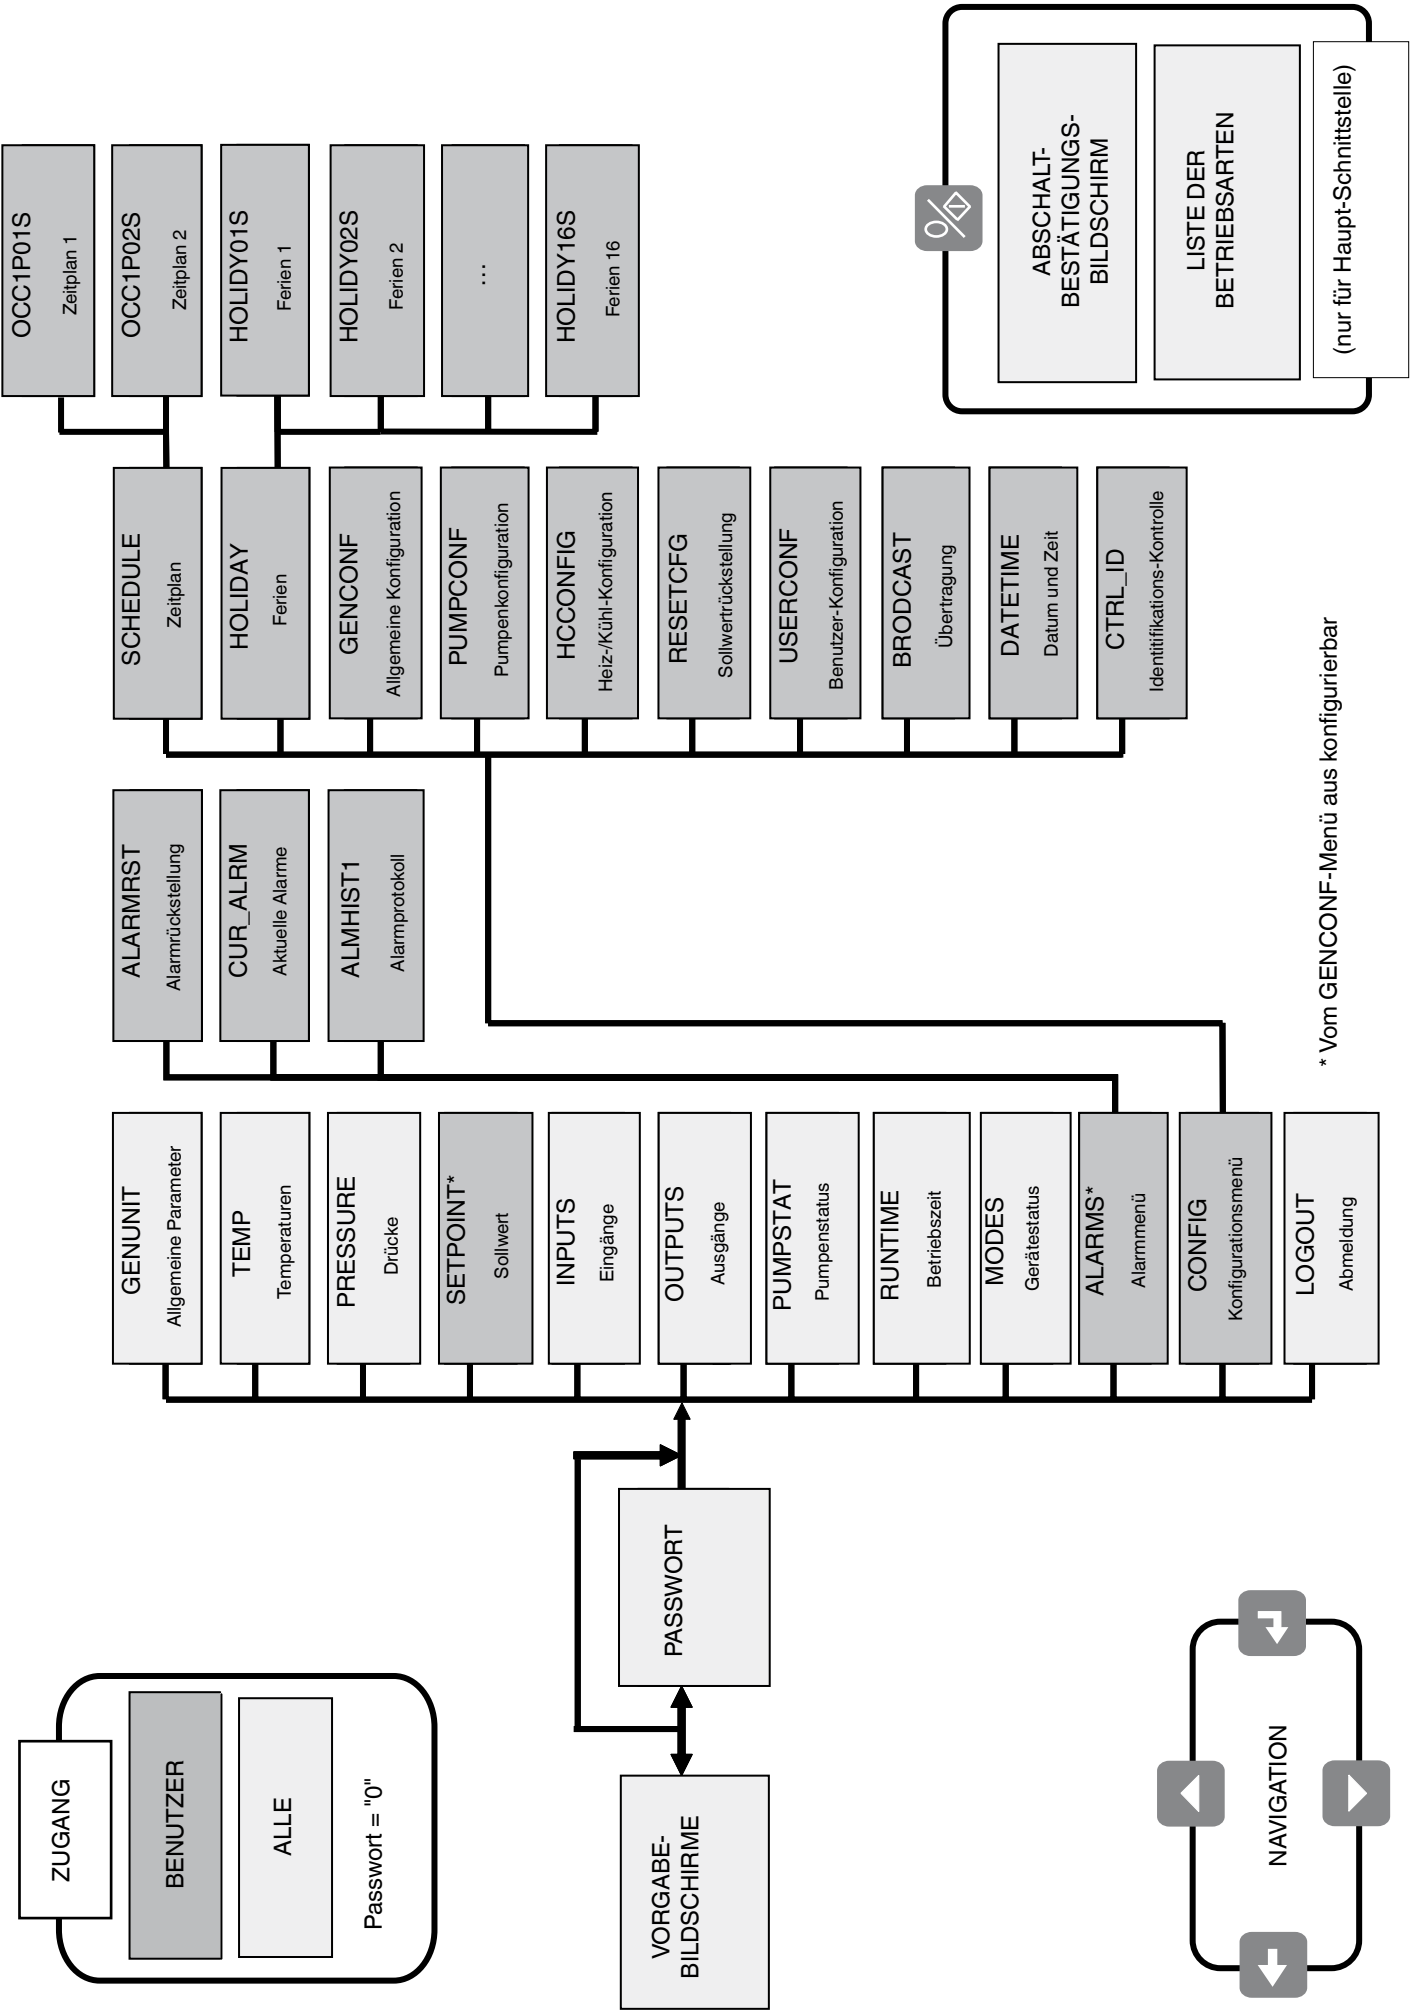 ZUGANG
BENUTZER
ALLE
Passwort = "0"
VORGABE-
BILDSCHIRME
PASSWORT
NAVIGATION
GENUNIT
Allgemeine Parameter
TEMP
Temperaturen
PRESSURE
Drücke
SETPOINT*
Sollwert
INPUTS
Eingänge
OUTPUTS
Ausgänge
PUMPSTAT
Pumpenstatus
RUNTIME
Betriebszeit
MODES
Gerätestatus
ALARMS*
Alarmmenü
CONFIG
Konfigurationsmenü
LOGOUT
Abmeldung
ALARMRST
Alarmrückstellung
CUR_ALRM
Aktuelle Alarme
ALMHIST1
Alarmprotokoll
SCHEDULE
Zeitplan
HOLIDAY
Ferien
GENCONF
Allgemeine Konfiguration
PUMPCONF
Pumpenkonfiguration
HCCONFIG
Heiz-/Kühl-Konfiguration
RESETCFG
Sollwertrückstellung
USERCONF
Benutzer-Konfiguration
BRODCAST
Übertragung
DATETIME
Datum und Zeit
CTRL_ID
Identitifikations-Kontrolle
OCC1P01S
Zeitplan 1
OCC1P02S
Zeitplan 2
HOLIDY01S
Ferien 1
HOLIDY02S
Ferien 2
...
HOLIDY16S
Ferien 16
* Vom GENCONF-Menü aus konfigurierbar
ABSCHALT-
BESTÄTIGUNGS-
BILDSCHIRM
LISTE DER
BETRIEBSARTEN
(nur für Haupt-Schnittstelle)